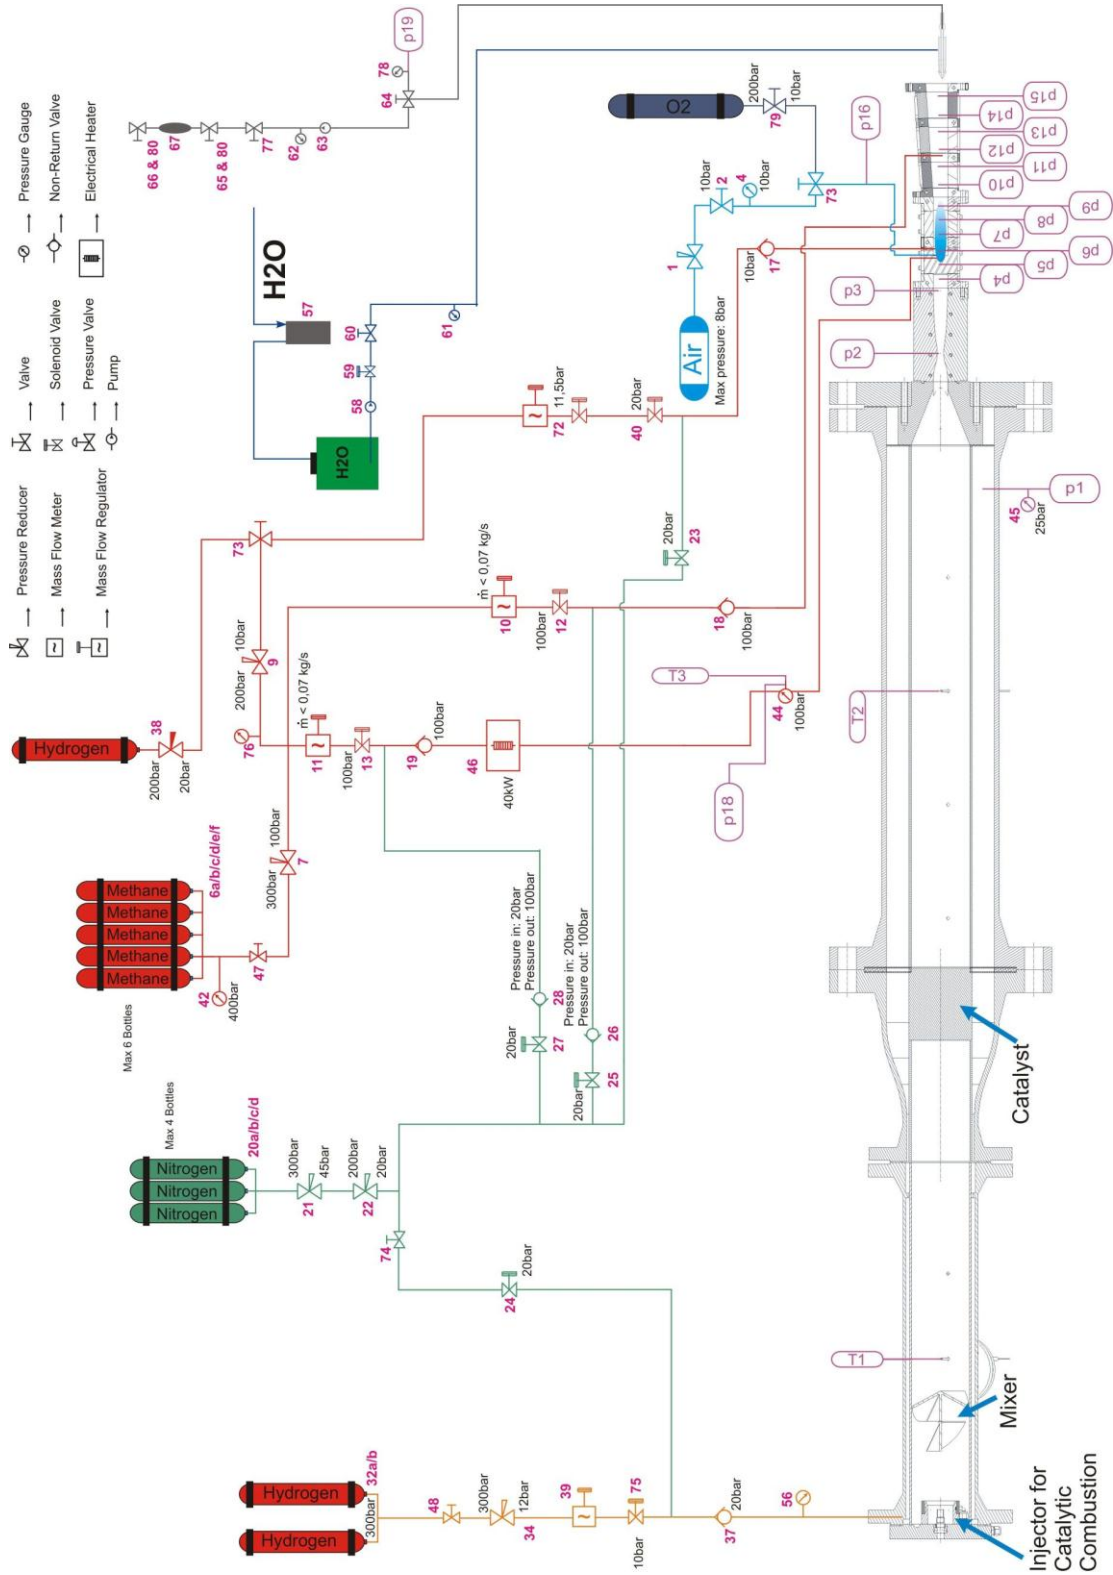 Pressure Reducer
Valve
Pressure Gauge
Mass Flow Meter
Solenoid Valve
Non-Return Valve
Mass Flow Regulator
Pressure Valve
Electrical Heater
Pump
p19
78
64
66 & 80
67
65 & 80
77
62
63
H2O
57
60
59
58
61
H2O
O2
200bar
79
10bar
p16
10bar
2
4
10bar
73
1
Air
Max pressure: 8bar
10bar
17
p15
p14
p13
p12
p11
p10
p9
p8
p7
p6
p5
p4
p3
p2
p1
45
25bar
72
11,5bar
20bar
40
20bar
23
73
Hydrogen
38
200bar
20bar
10bar
200bar
9
76
ṁ < 0,07 kg/s
10
100bar
12
18
100bar
ṁ < 0,07 kg/s
11
100bar
13
100bar
19
46
40kW
T3
44
100bar
p18
T2
Methane
Methane
Methane
Methane
Methane
6a/b/c/d/e/f
Max 6 Bottles
42
400bar
47
100bar
300bar
7
Pressure in: 20bar
Pressure out: 100bar
28
20bar
27
Pressure in: 20bar
Pressure out: 100bar
26
25
20bar
Max 4 Bottles
Nitrogen
Nitrogen
Nitrogen
20a/b/c/d
300bar
45bar
21
200bar
20bar
22
74
24
20bar
Hydrogen
Hydrogen
32a/b
300bar
48
300bar
12bar
34
39
75
10bar
20bar
37
56
T1
Catalyst
Mixer
Injector for
Catalytic
Combustion